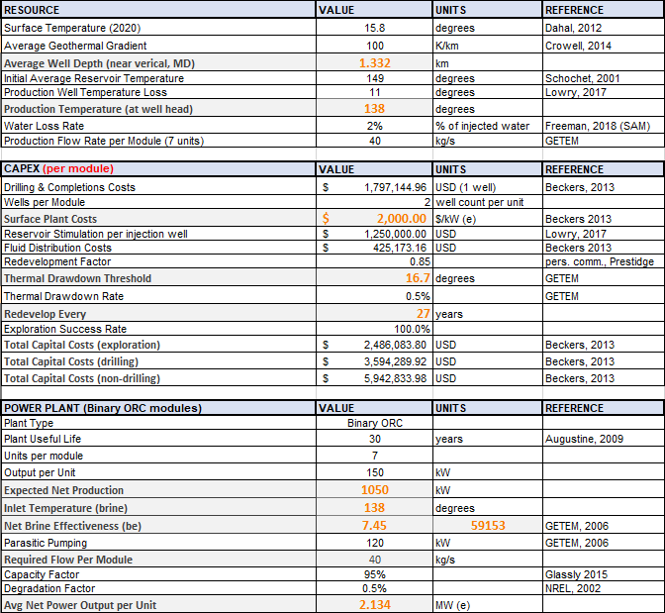 RESOURCE VALUE UNITS REFERENCE
Surface Temperature (2020) 15.8 degrees Dahal, 2012
Average Geothermal Gradient 100 K/km Crowell, 2014
Average Well Depth (near verical, MD) 1.332 km
Initial Average Reservoir Temperature 149 degrees Schochet, 2001
Production Well Temperature Loss 11 degrees Lowry, 2017
Production Temperature (at well head) 138 degrees
Water Loss Rate 2% % of injected water Freeman, 2018 (SAM)
Production Flow Rate per Module (7 units) 40 kg/s GETEM
CAPEX (per module) VALUE UNITS REFERENCE
Drilling & Completions Costs $ 1,797,144.96 USD (1 well) Beckers, 2013
Wells per Module 2 well count per unit
Surface Plant Costs $ 2,000.00 $/kW (e) Beckers 2013
Reservoir Stimulation per injection well $ 1,250,000.00 USD Lowry, 2017
Fluid Distribution Costs $ 425,173.16 USD Beckers 2013
Redevelopment Factor 0.85 pers. comm., Prestidge
Thermal Drawdown Threshold 16.7 degrees GETEM
Thermal Drawdown Rate 0.5% GETEM
Redevelop Every 27 years
Exploration Success Rate 100.0%
Total Capital Costs (exploration) $ 2,486,083.80 USD Beckers, 2013
Total Capital Costs (drilling) $ 3,594,289.92 USD Beckers, 2013
Total Capital Costs (non-drilling) $ 5,942,833.98 USD Beckers, 2013
POWER PLANT (Binary ORC modules) VALUE UNITS REFERENCE
Plant Type Binary ORC
Plant Useful Life 30 years Augustine, 2009
Units per module 7
Output per Unit 150 kW
Expected Net Production 1050 kW
Inlet Temperature (brine) 138 degrees
Net Brine Effectiveness (be) 7.45 59153 GETEM, 2006
Parasitic Pumping 120 kW GETEM, 2006
Required Flow Per Module 40 kg/s
Capacity Factor 95% Glassly 2015
Degradation Factor 0.5% NREL, 2002
Avg Net Power Output per Unit 2.134 MW (e)